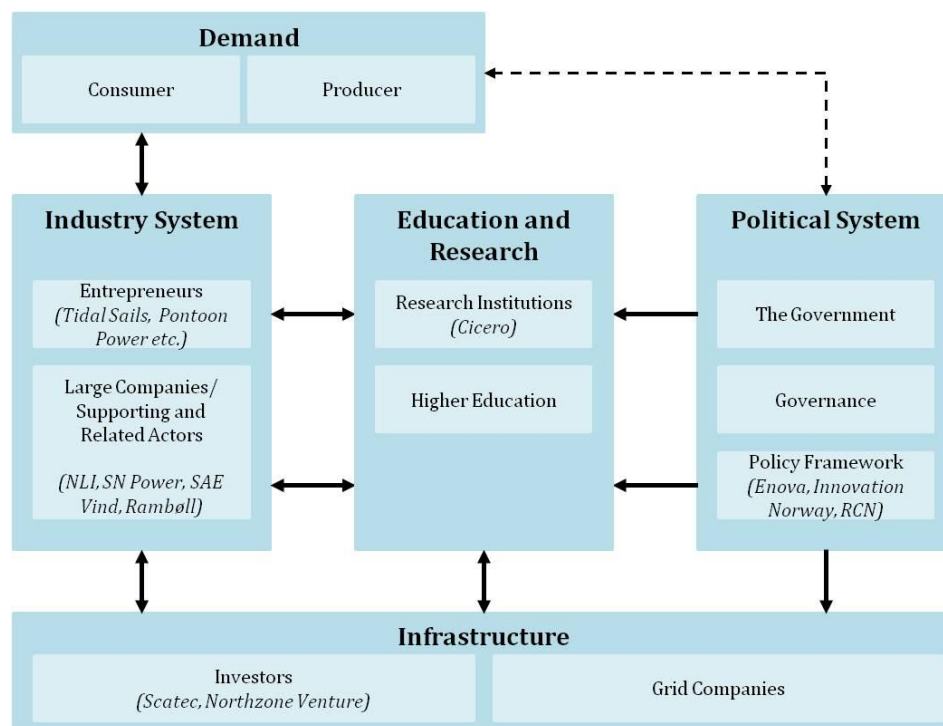 Demand
Consumer
Producer
Industry System
Entrepreneurs
(Tidal Sails, Pontoon
Power etc.)
Large Companies/
Supporting and
Related Actors
(NLI, SN Power, SAE
Vind, Rambøll)
Education and
Research
Research Institutions
(Cicero)
Higher Education
Political System
The Government
Governance
Policy Framework
(Enova, Innovation
Norway, RCN)
Infrastructure
Investors
(Scatec, Northzone Venture)
Grid Companies